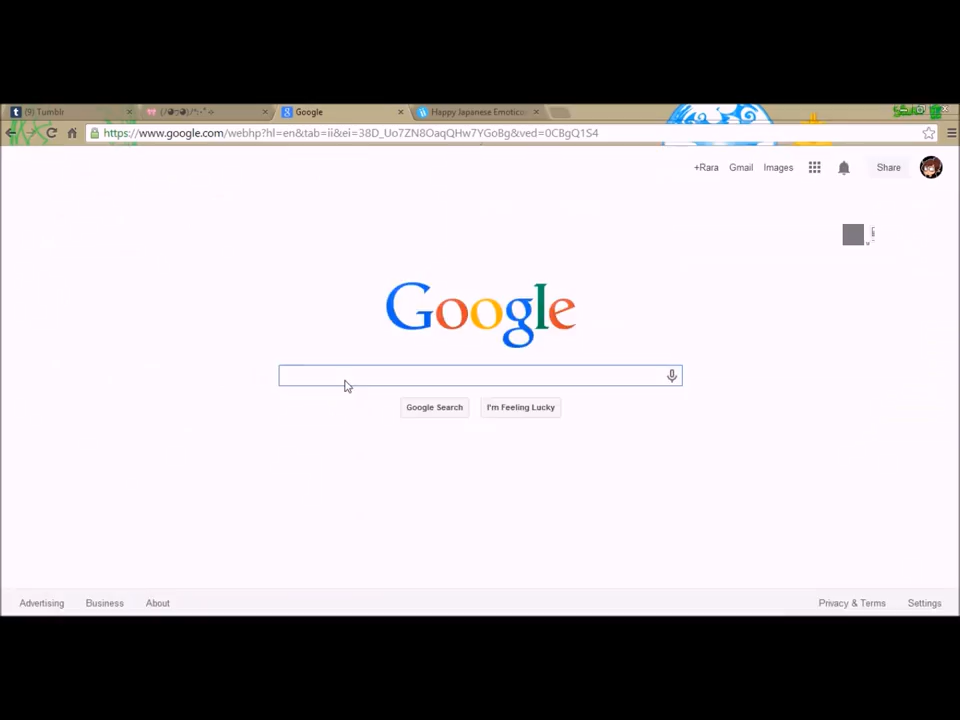 (9) Tumblr
Google
Happy Japanese Emotico
https://www.google.com/webhp?hl=en&tab=ii&ei=38D_Uo7ZN8OaqQHw7YGoBg&ved=0CBgQ1S4
+Rara Gmail Images Share
Google
Google Search I'm Feeling Lucky
Advertising Business About Privacy & Terms Settings